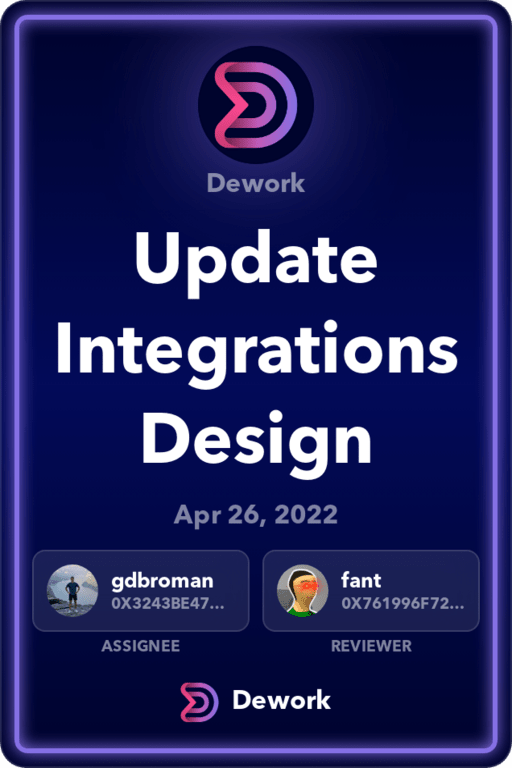 Dework
Update
Integrations
Design
Apr 26, 2022
gdbroman
0X3243BE47...
fant
0X761996F72...
ASSIGNEE
REVIEWER
Dework